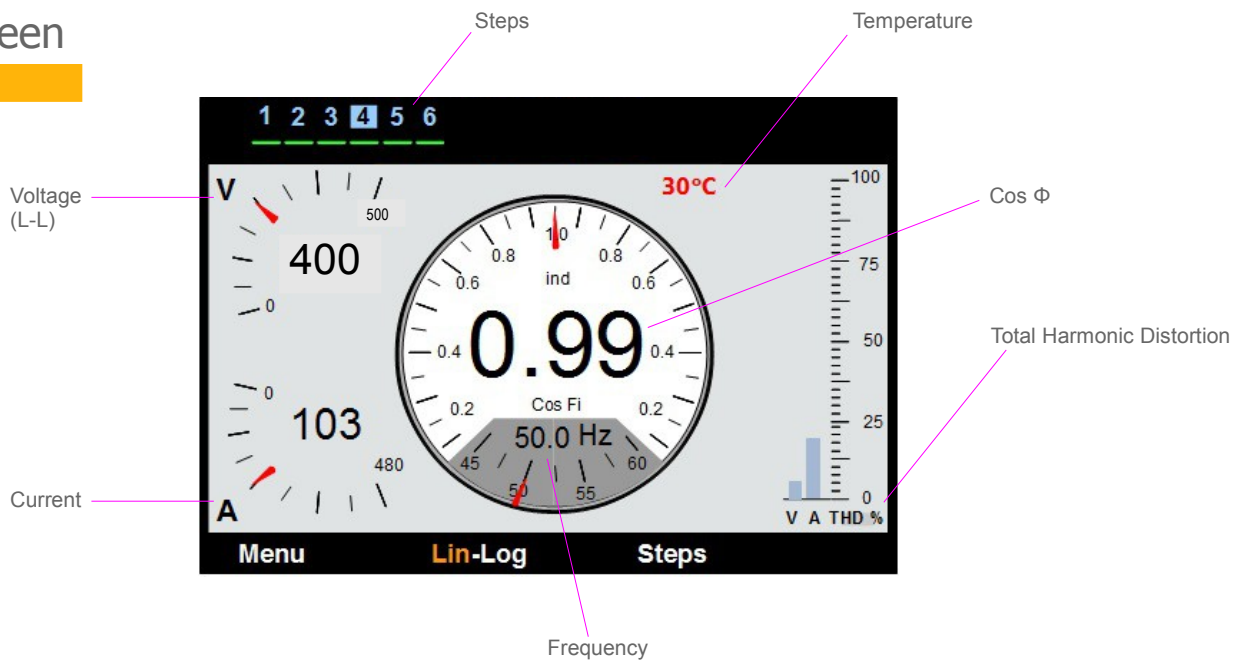 een
Steps
Temperature
1 2 3 4 5 6
Voltage
(L-L)
V
500
400
0
30°C
100
75
50
25
0
V A THD %
Cos Φ
1.0
0.8 0.8
0.6 ind 0.6
0.99
0.4 0.4
0.2 Cos Fi 0.2
50.0 Hz
45 60
50 55
Total Harmonic Distortion
0
103
480
Current
A
Menu Lin-Log Steps
Frequency